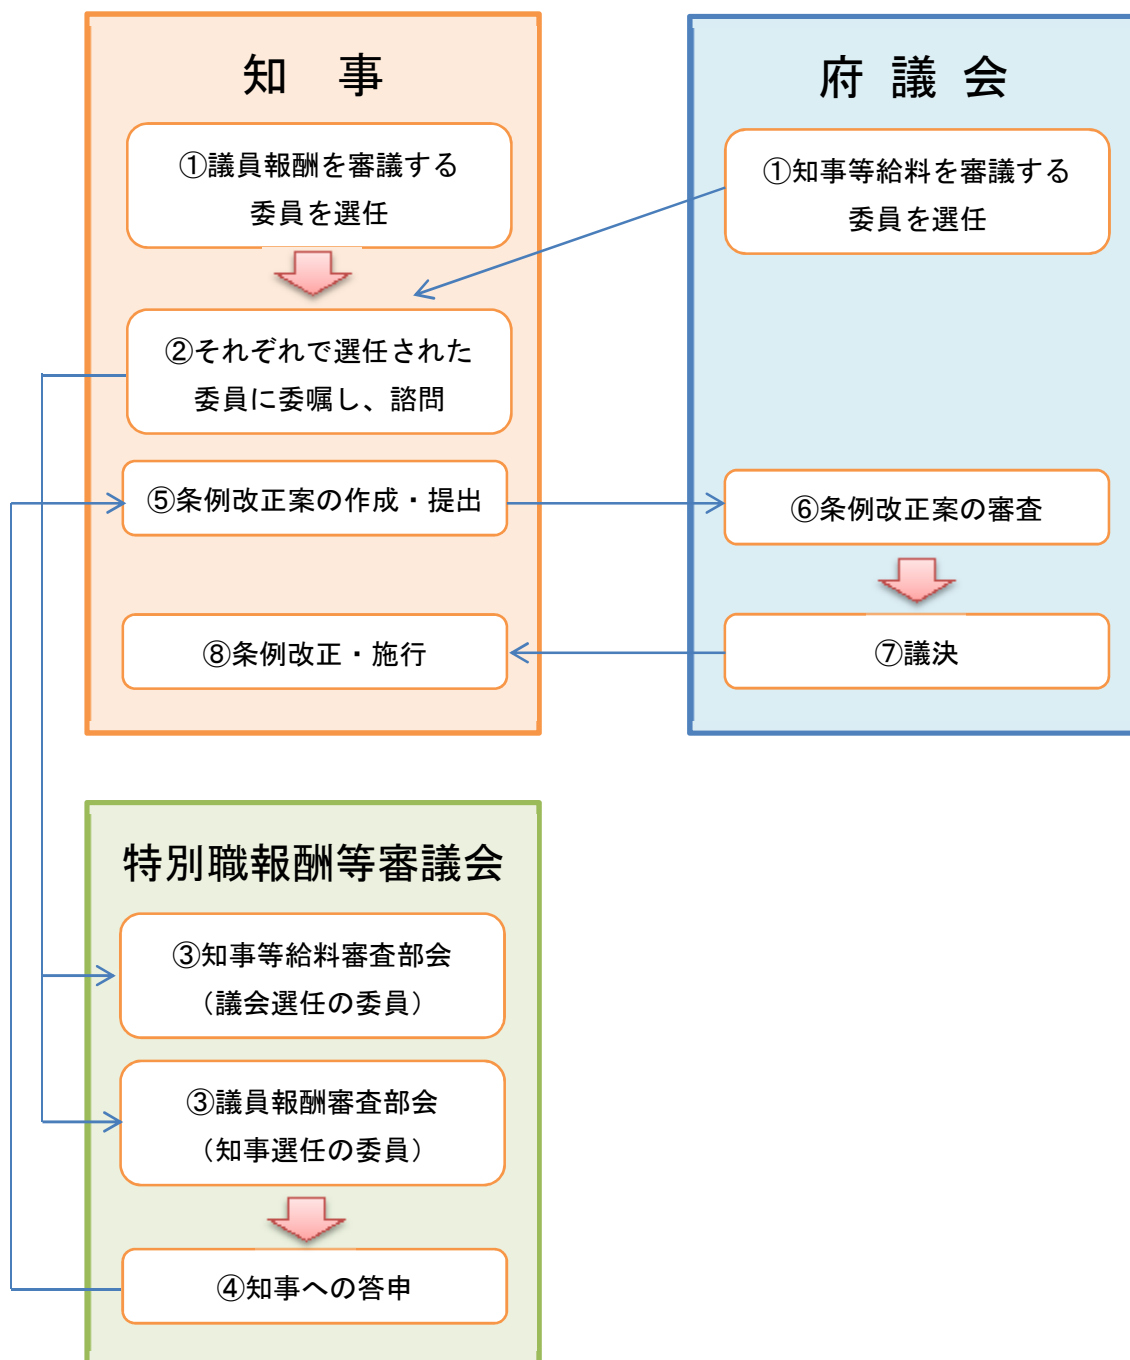 知　事
①議員報酬を審議する
委員を選任
②それぞれで選任された
委員に委嘱し、諮問
⑤条例改正案の作成・提出
⑧条例改正・施行
府 議 会
①知事等給料を審議する
委員を選任
⑥条例改正案の審査
⑦議決
特別職報酬等審議会
③知事等給料審査部会
（議会選任の委員）
③議員報酬審査部会
（知事選任の委員）
④知事への答申